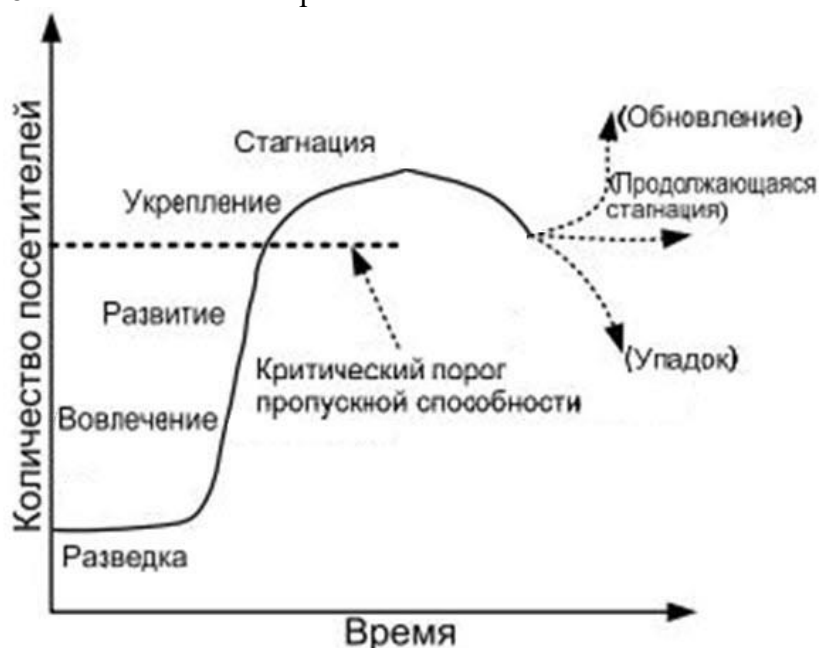 Количество посетителей
(Обновление)
Стагнация
(Продолжающаяся
стагнация)
Укрепление
Развитие
Критический порог
пропускной способности
(Упадок)
Вовлечение
Разведка
Время